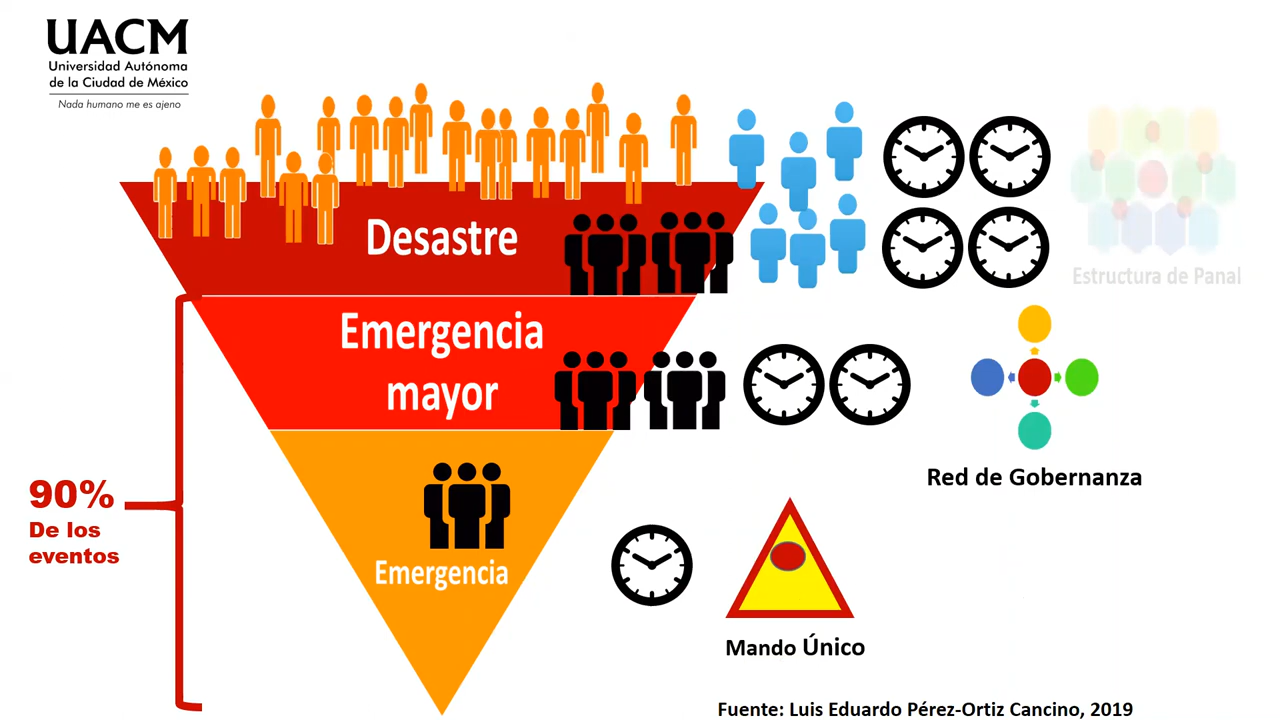 UACM
Universidad Autónoma
de la Ciudad de México
Nada humano me es ajeno
Desastre
Estructura de Panal
Emergencia
mayor
Red de Gobernanza
90%
De los
eventos
Emergencia
Mando Único
Fuente: Luis Eduardo Pérez-Ortiz Cancino, 2019